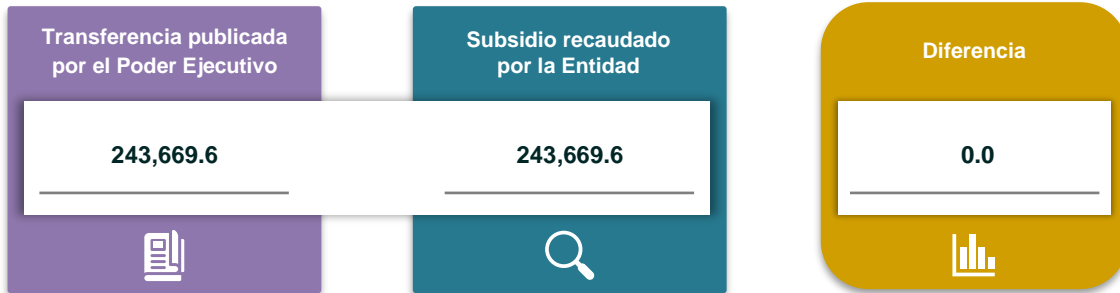 Transferencia publicada
por el Poder Ejecutivo
243,669.6
Subsidio recaudado
por la Entidad
243,669.6
Diferencia
0.0